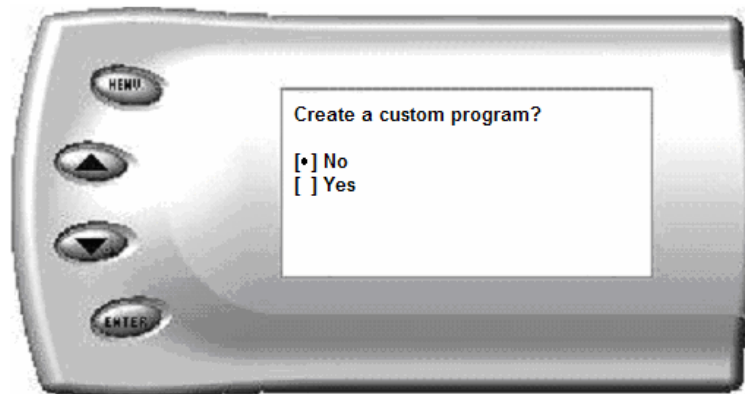 MENU
Create a custom program?
[•] No
[ ] Yes
ENTER